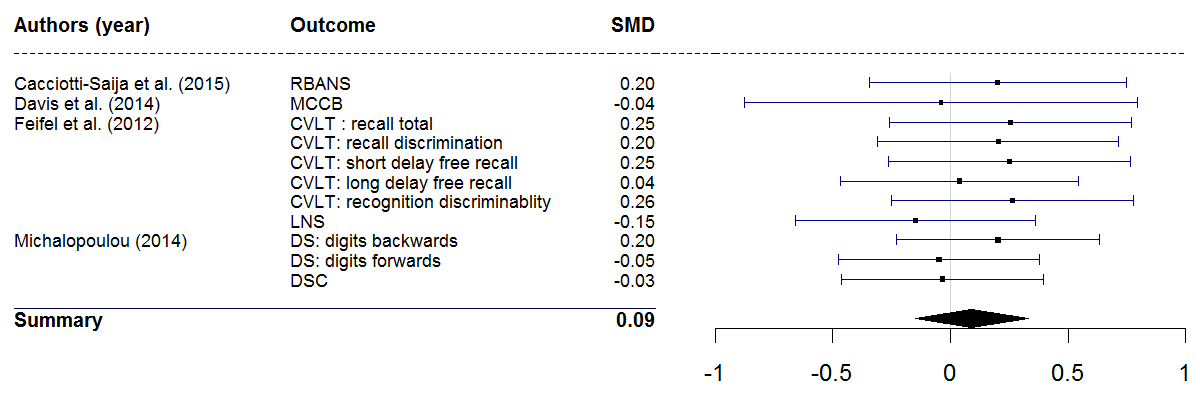 Authors (year) Outcome SMD
Cacciotti-Saija et al. (2015) RBANS 0.20
Davis et al. (2014) MCCB -0.04
Feifel et al. (2012) CVLT : recall total 0.25
CVLT: recall discrimination 0.20
CVLT: short delay free recall 0.25
CVLT: long delay free recall 0.04
CVLT: recognition discriminablity 0.26
LNS -0.15
Michalopoulou (2014) DS: digits backwards 0.20
DS: digits forwards -0.05
DSC -0.03
Summary 0.09
-1 -0.5 0 0.5 1